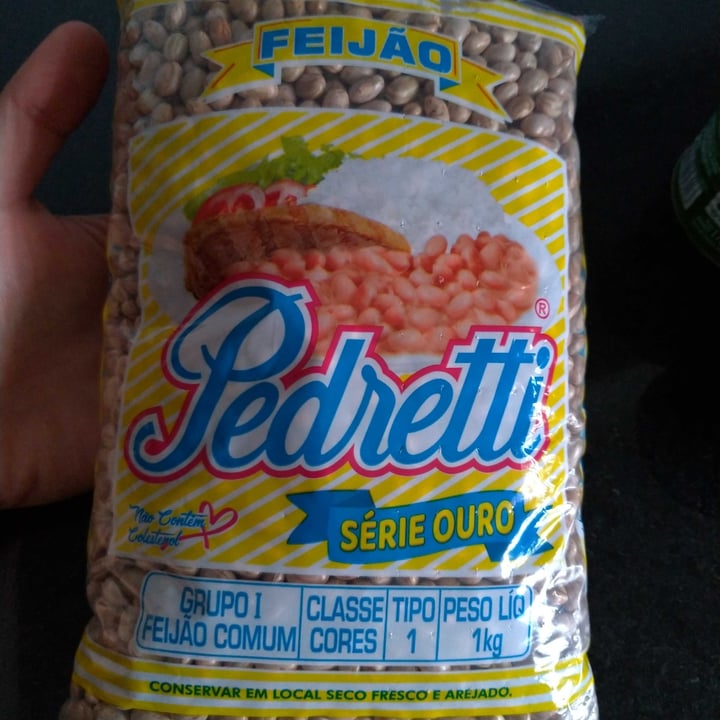 FEIJÃO
Pedretti
®
Não Contém
Colesterol
SÉRIE OURO
GRUPO I
FEIJÃO COMUM
CLASSE
CORES
TIPO
1
PESO LÍQ
1kg
CONSERVAR EM LOCAL SECO FRESCO E AREJADO.